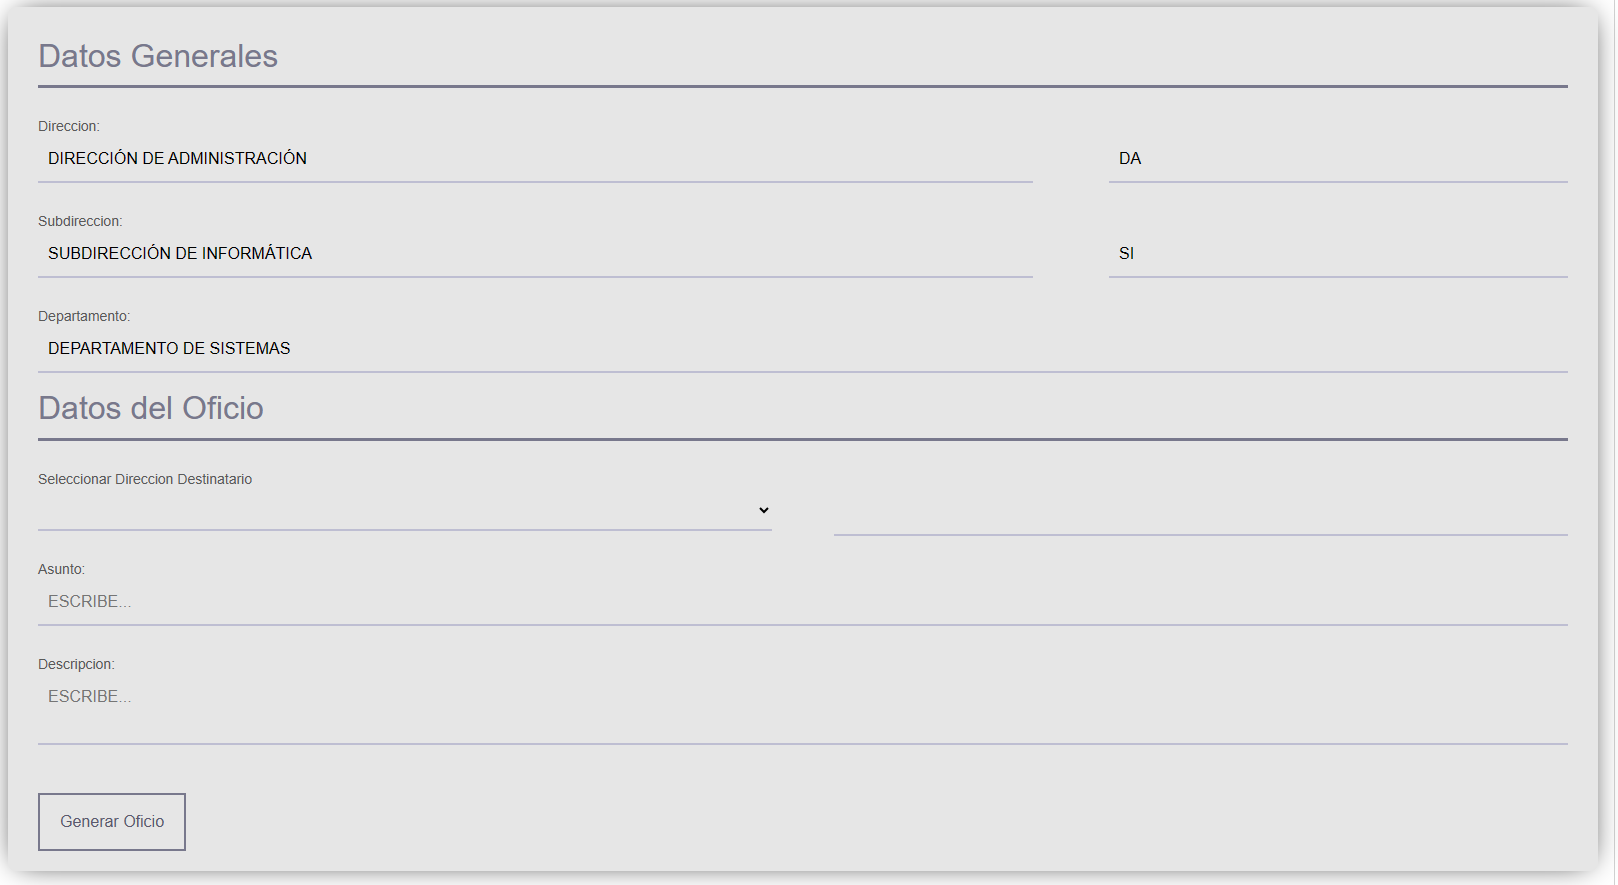 Datos Generales
Direccion:
DIRECCIÓN DE ADMINISTRACIÓN DA
Subdireccion:
SUBDIRECCIÓN DE INFORMÁTICA SI
Departamento:
DEPARTAMENTO DE SISTEMAS
Datos del Oficio
Seleccionar Direccion Destinatario
Asunto:
ESCRIBE...
Descripcion:
ESCRIBE...
Generar Oficio